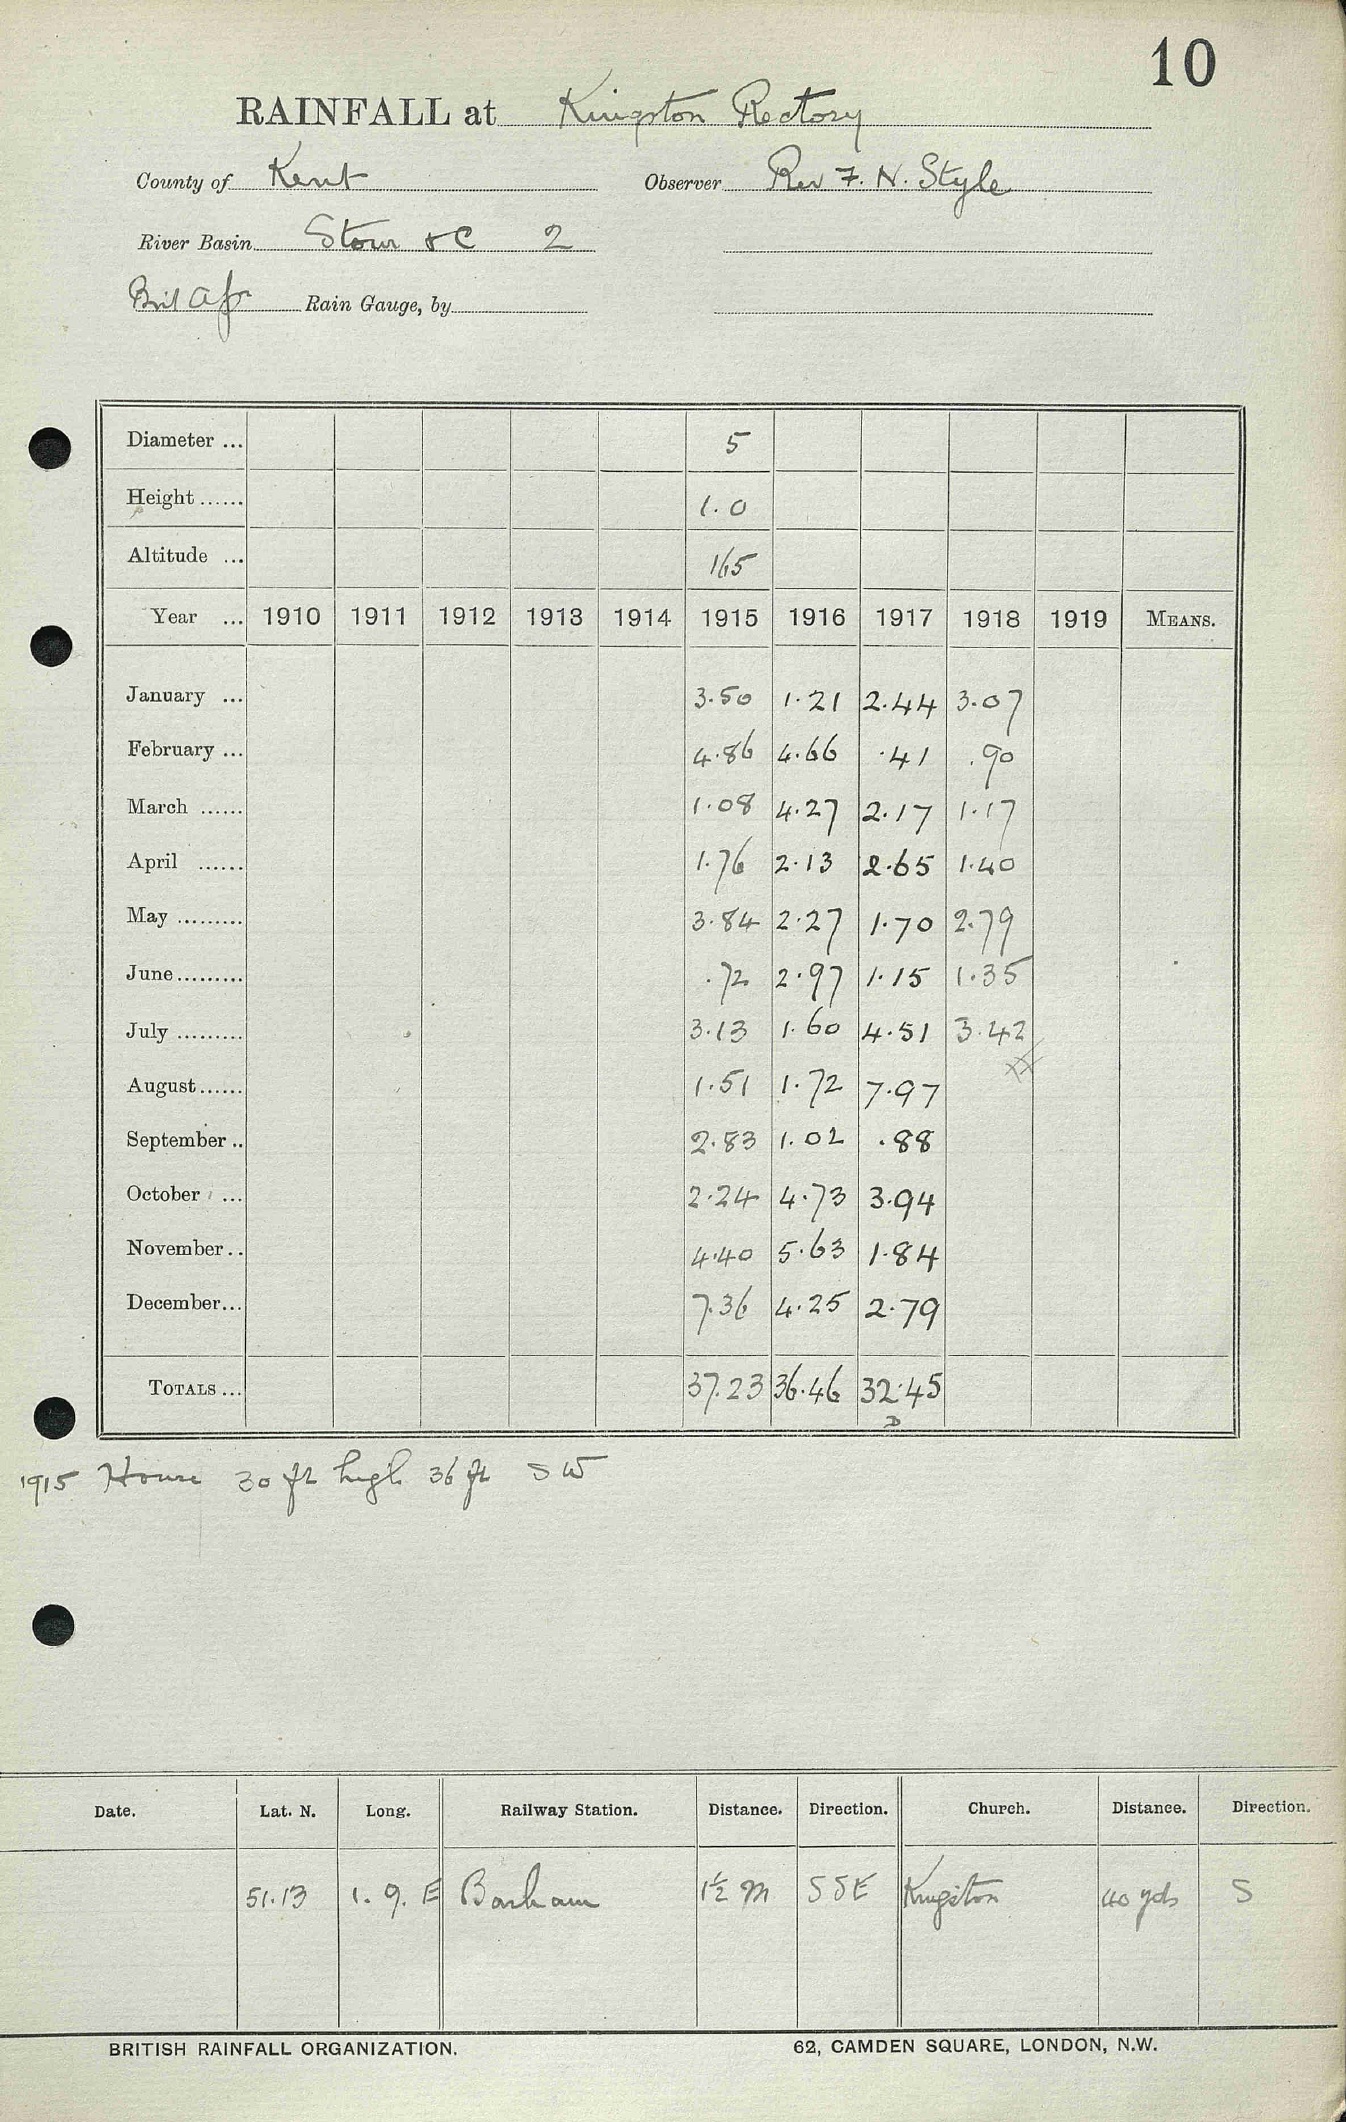 10
RAINFALL at Kingston Rectory
County of Kent Observer Rev F. N. Style
River Basin Stour &C 2
Rain Gauge, by
Diameter ... 5
Height ...... 1.0
Altitude ... 165
Year ... 1910 1911 1912 1913 1914 1915 1916 1917 1918 1919 MEANS.
January ... 3.50 1.21 2.44 3.07
February ... 4.86 4.66 .41 .90
March ...... 1.08 4.27 2.17 1.17
April ...... 1.76 2.13 2.65 1.40
May ......... 3.84 2.27 1.70 2.79
June......... .72 2.97 1.15 1.35
July ......... 3.13 1.60 4.51 3.42
August...... 1.51 1.72 7.97
September .. 2.83 1.02 .88
October ... 2.24 4.73 3.94
November.. 4.40 5.63 1.84
December... 7.36 4.25 2.79
TOTALS ... 37.23 36.46 32.45
D
1915 House 30 ft high 36 ft SW
Date. Lat. N. Long. Railway Station. Distance. Direction. Church. Distance. Direction.
51.13 1. 9. E Barham 1½ m SSE Kingston 40 yds S
BRITISH RAINFALL ORGANIZATION. 62, CAMDEN SQUARE, LONDON, N.W.